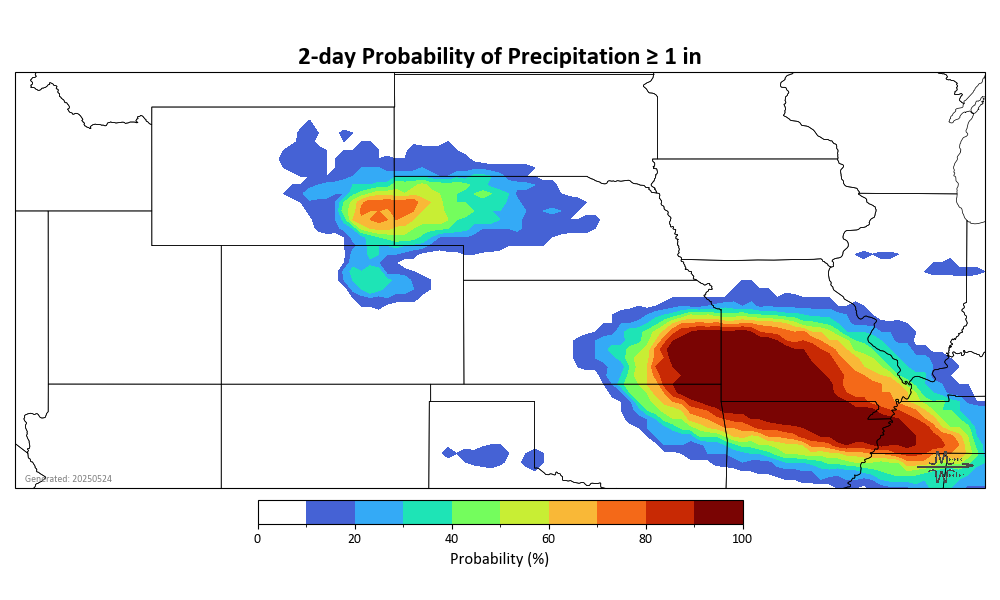 2-day Probability of Precipitation ≥ 1 in
Generated: 20250524
0 20 40 60 80 100
Probability (%)